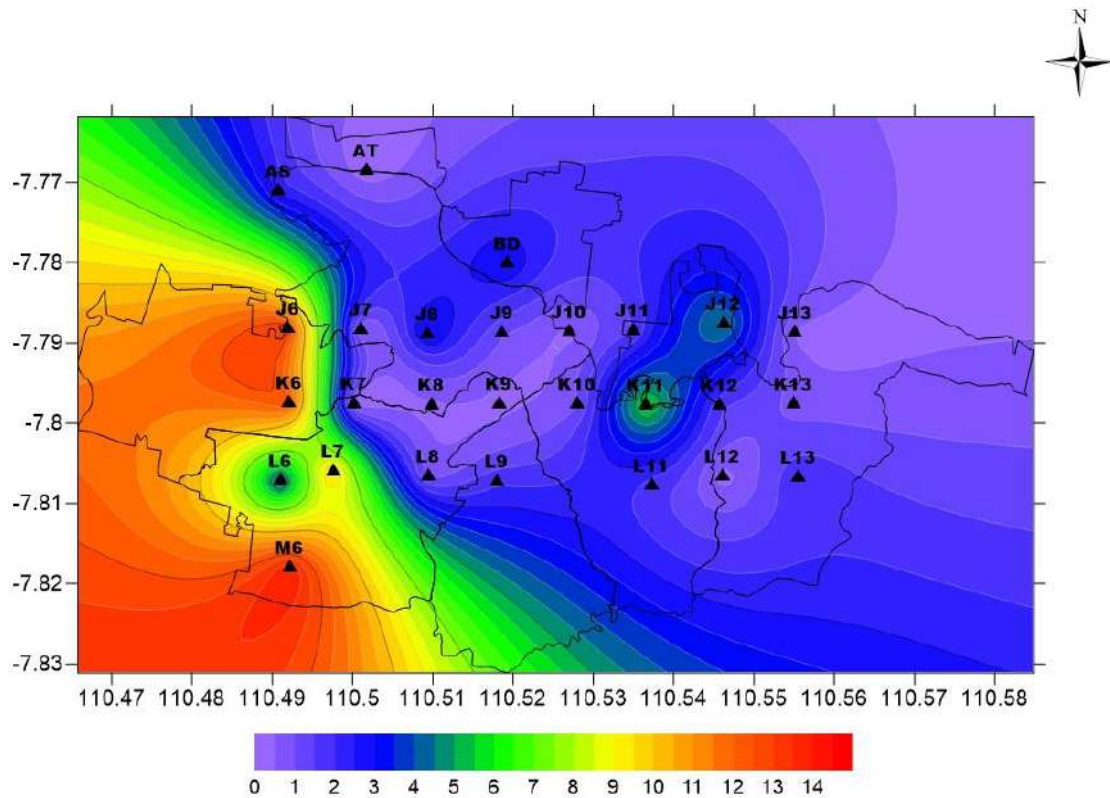 N
AT
AS
-7.77
BD
-7.78
J6 J7 J8 J9 J10 J11 J12 J13
-7.79
K6 K7 K8 K9 K10 K11 K12 K13
-7.8
L6 L7 L8 L9 L11 L12 L13
-7.81
M6
-7.82
-7.83
110.47 110.48 110.49 110.5 110.51 110.52 110.53 110.54 110.55 110.56 110.57 110.58
0 1 2 3 4 5 6 7 8 9 10 11 12 13 14